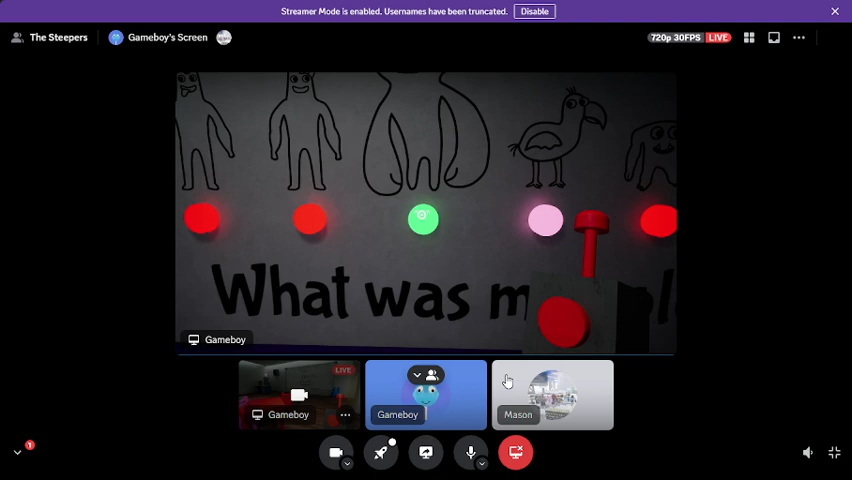 Streamer Mode is enabled. Usernames have been truncated. Disable
The Steepers
Gameboy's Screen
720p 30FPS LIVE
What was m
Gameboy
LIVE
Gameboy
Gameboy
Mason
1